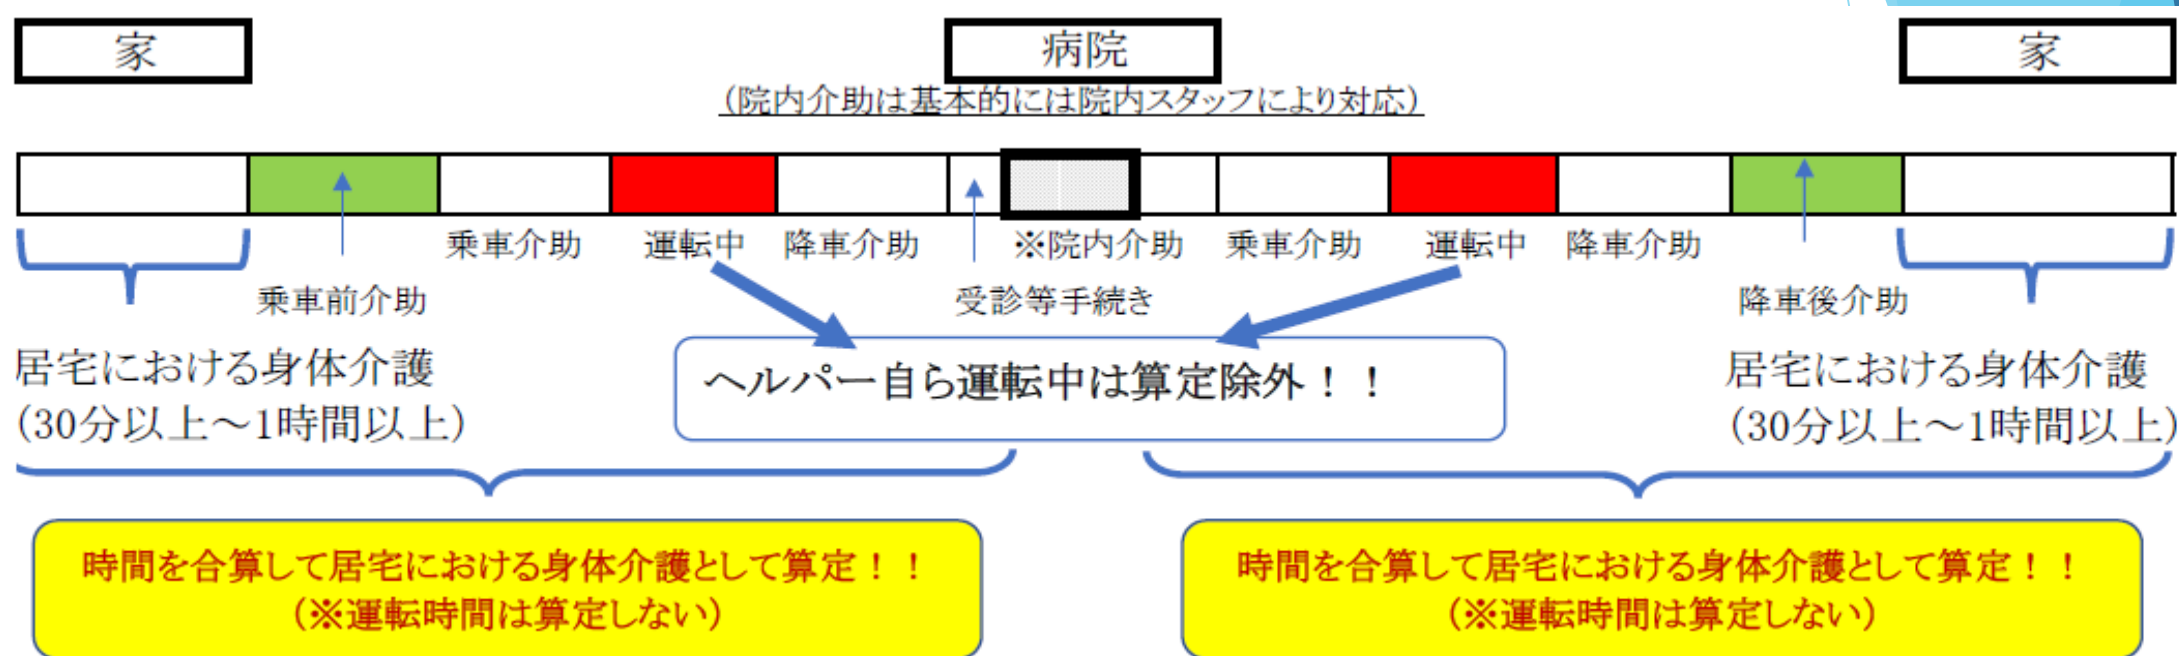 家
病院
家
（院内介助は基本的には院内スタッフにより対応）
乗車介助
運転中
降車介助
※院内介助
乗車介助
運転中
降車介助
乗車前介助
受診等手続き
降車後介助
居宅における身体介護
（30分以上～1時間以上）
ヘルパー自ら運転中は算定除外！！
居宅における身体介護
（30分以上～1時間以上）
時間を合算して居宅における身体介護として算定！！
（※運転時間は算定しない）
時間を合算して居宅における身体介護として算定！！
（※運転時間は算定しない）